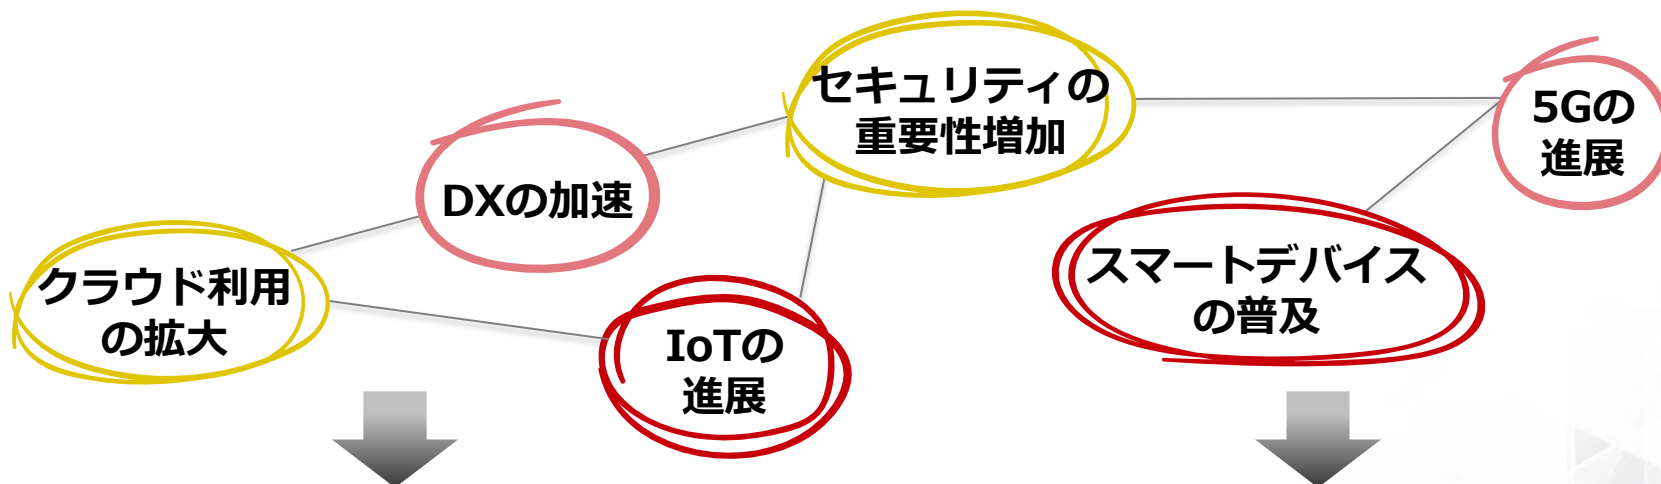 セキュリティの
重要性増加
5Gの
進展
DXの加速
クラウド利用
の拡大
スマートデバイス
の普及
IoTの
進展